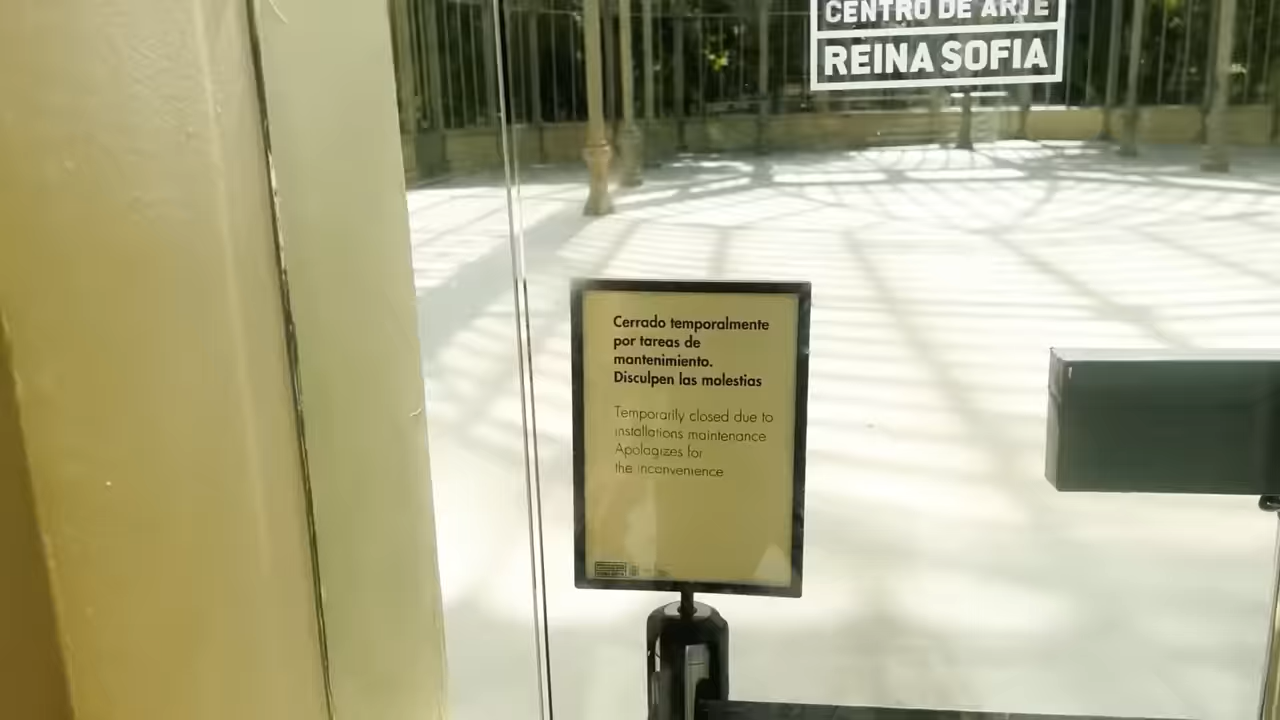 CENTRO DE ARTE
REINA SOFIA
Cerrado temporalmente
por tareas de
mantenimiento.
Disculpen las molestias
Temporarily closed due to
installations maintenance
Apologizes for
the inconvenience